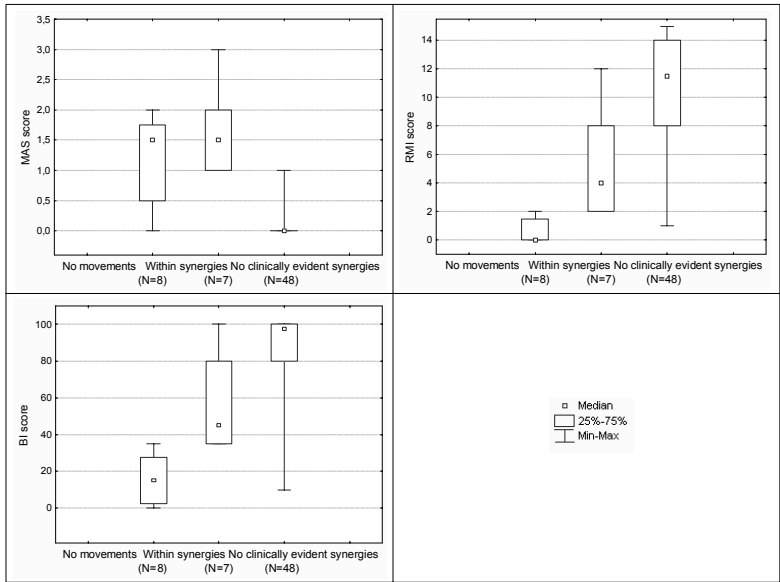 MAS score
3,5
3,0
2,5
2,0
1,5
1,0
0,5
0,0
No movements Within synergies No clinically evident synergies
(N=8) (N=7) (N=48)
RMI score
14
12
10
8
6
4
2
0
No movements Within synergies No clinically evident synergies
(N=8) (N=7) (N=48)
BI score
100
80
60
40
20
0
No movements Within synergies No clinically evident synergies
(N=8) (N=7) (N=48)
Median
25%-75%
Min-Max